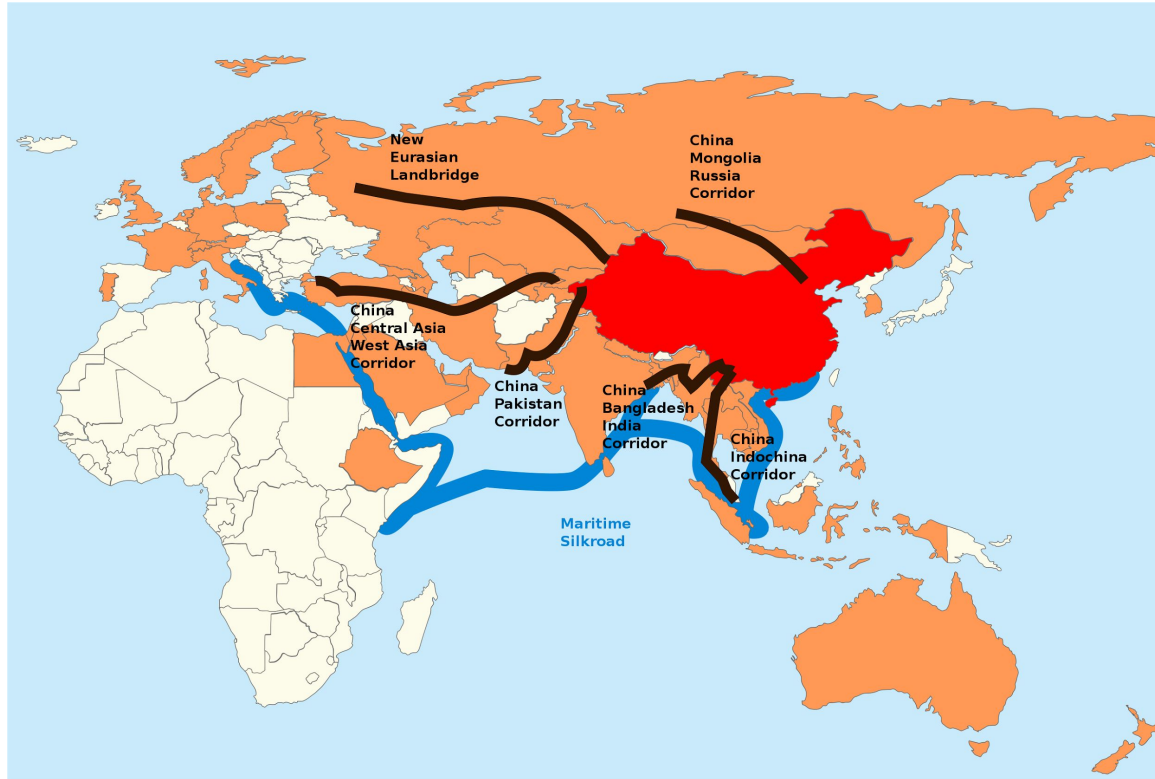 New
Eurasian
Landbridge
China
Mongolia
Russia
Corridor
China
Central Asia
West Asia
Corridor
China
Pakistan
Corridor
China
Bangladesh
India
Corridor
China
Indochina
Corridor
Maritime
Silkroad